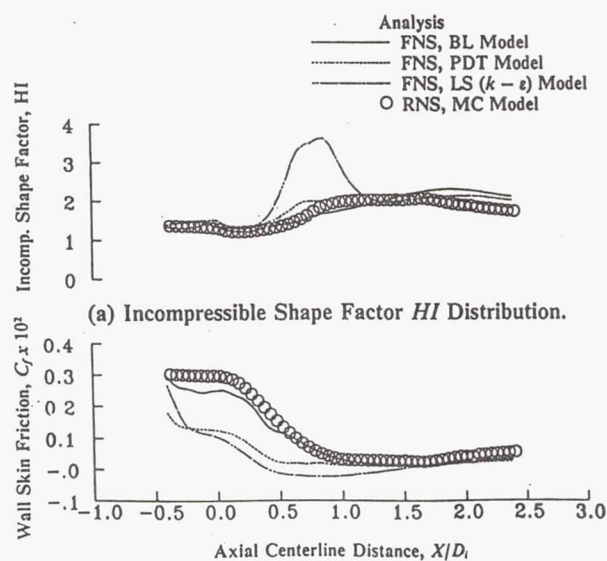 Analysis
FNS, BL Model
FNS, PDT Model
FNS, LS (k – ε) Model
RNS, MC Model
Incomp. Shape Factor, HI
4
3
2
1
0
(a) Incompressible Shape Factor HI Distribution.
Wall Skin Friction, Cf x 10²
0.4
0.3
0.2
0.1
-.0
-.1
-1.0 -0.5 0.0 0.5 1.0 1.5 2.0 2.5 3.0
Axial Centerline Distance, X/Di